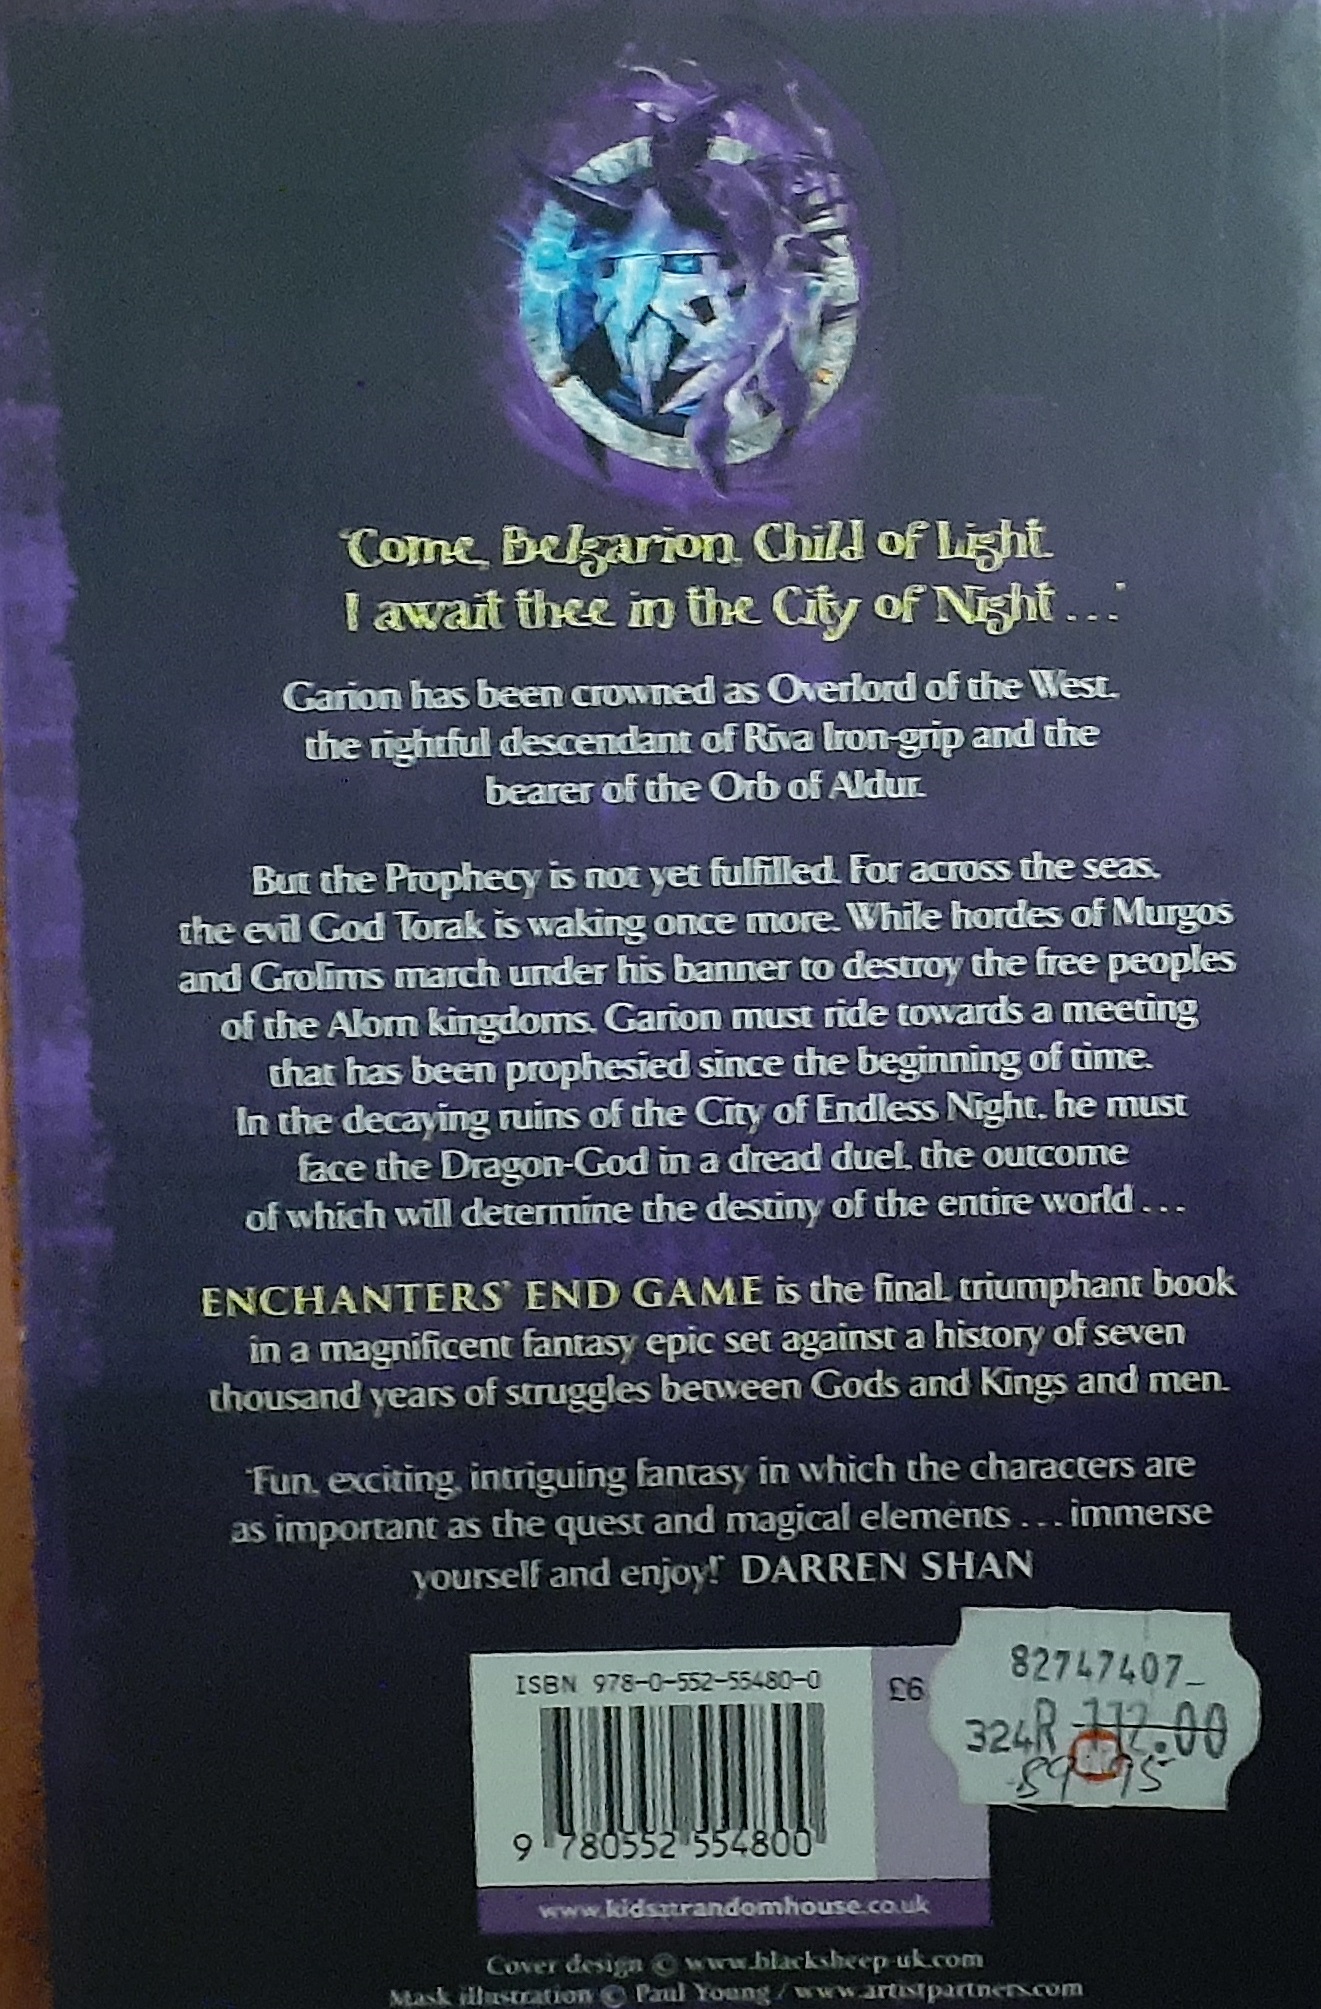 'Come, Belgarion, Child of Light.
I await thee in the City of Night...'
Garion has been crowned as Overlord of the West,
the rightful descendant of Riva Iron-grip and the
bearer of the Orb of Aldur.
But the Prophecy is not yet fulfilled. For across the seas,
the evil God Torak is waking once more. While hordes of Murgos
and Grolims march under his banner to destroy the free peoples
of the Alorn kingdoms, Garion must ride towards a meeting
that has been prophesied since the beginning of time.
In the decaying ruins of the City of Endless Night, he must
face the Dragon-God in a dread duel, the outcome
of which will determine the destiny of the entire world...
ENCHANTERS' END GAME is the final, triumphant book
in a magnificent fantasy epic set against a history of seven
thousand years of struggles between Gods and Kings and men.
'Fun, exciting, intriguing fantasy in which the characters are
as important as the quest and magical elements... immerse
yourself and enjoy!' DARREN SHAN
ISBN 978-0-552-55480-0
£6
82747407_
324R 112.00
89 95
9 780552 554800
www.kidsatrandomhouse.co.uk
Cover design © www.blacksheep-uk.com
Mask illustration © Paul Young / www.artistpartners.com